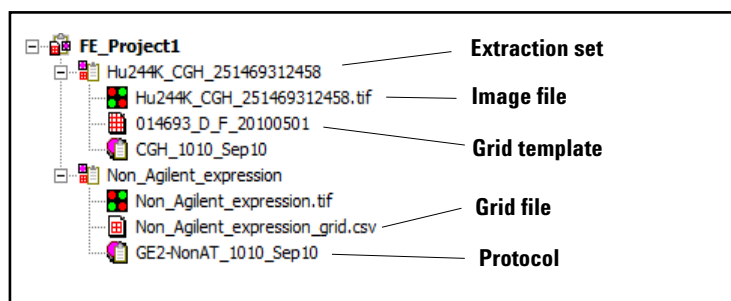 FE_Project1
Hu244K_CGH_251469312458
Extraction set
Hu244K_CGH_251469312458.tif
Image file
014693_D_F_20100501
Grid template
CGH_1010_Sep10
Non_Agilent_expression
Non_Agilent_expression.tif
Non_Agilent_expression_grid.csv
Grid file
GE2-NonAT_1010_Sep10
Protocol